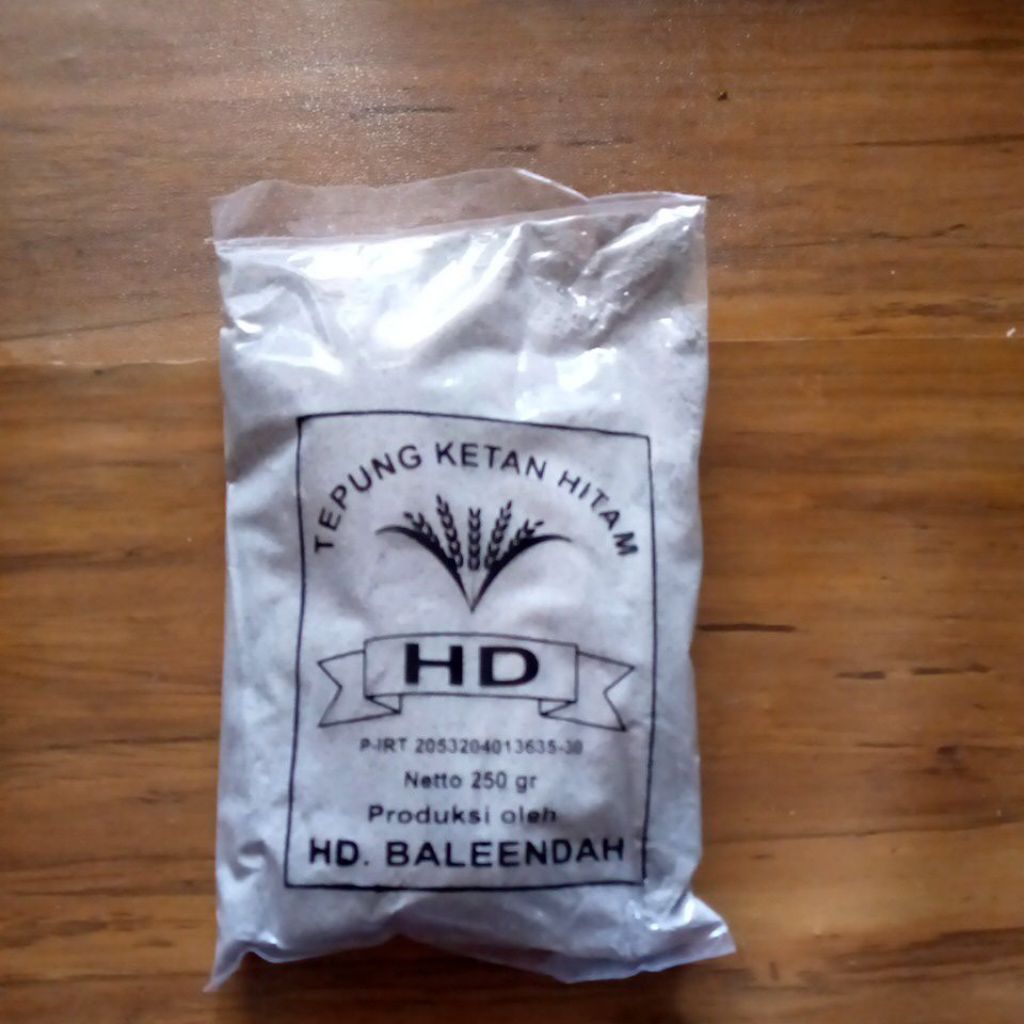 TEPUNG KETAN HITAM
HD
P-IRT 2053204013635-30
Netto 250 gr
Produksi oleh
HD. BALEENDAH